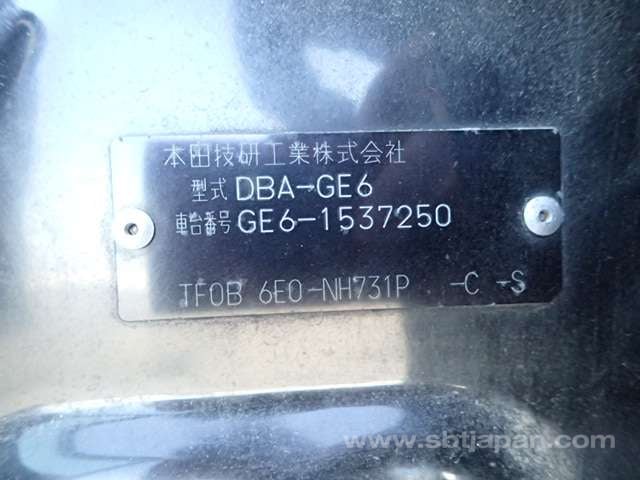 本田技研工業株式会社
型式 DBA-GE6
車台番号 GE6-1537250
TF0B 6E0-NH731P -C -S
www.sbtjapan.com